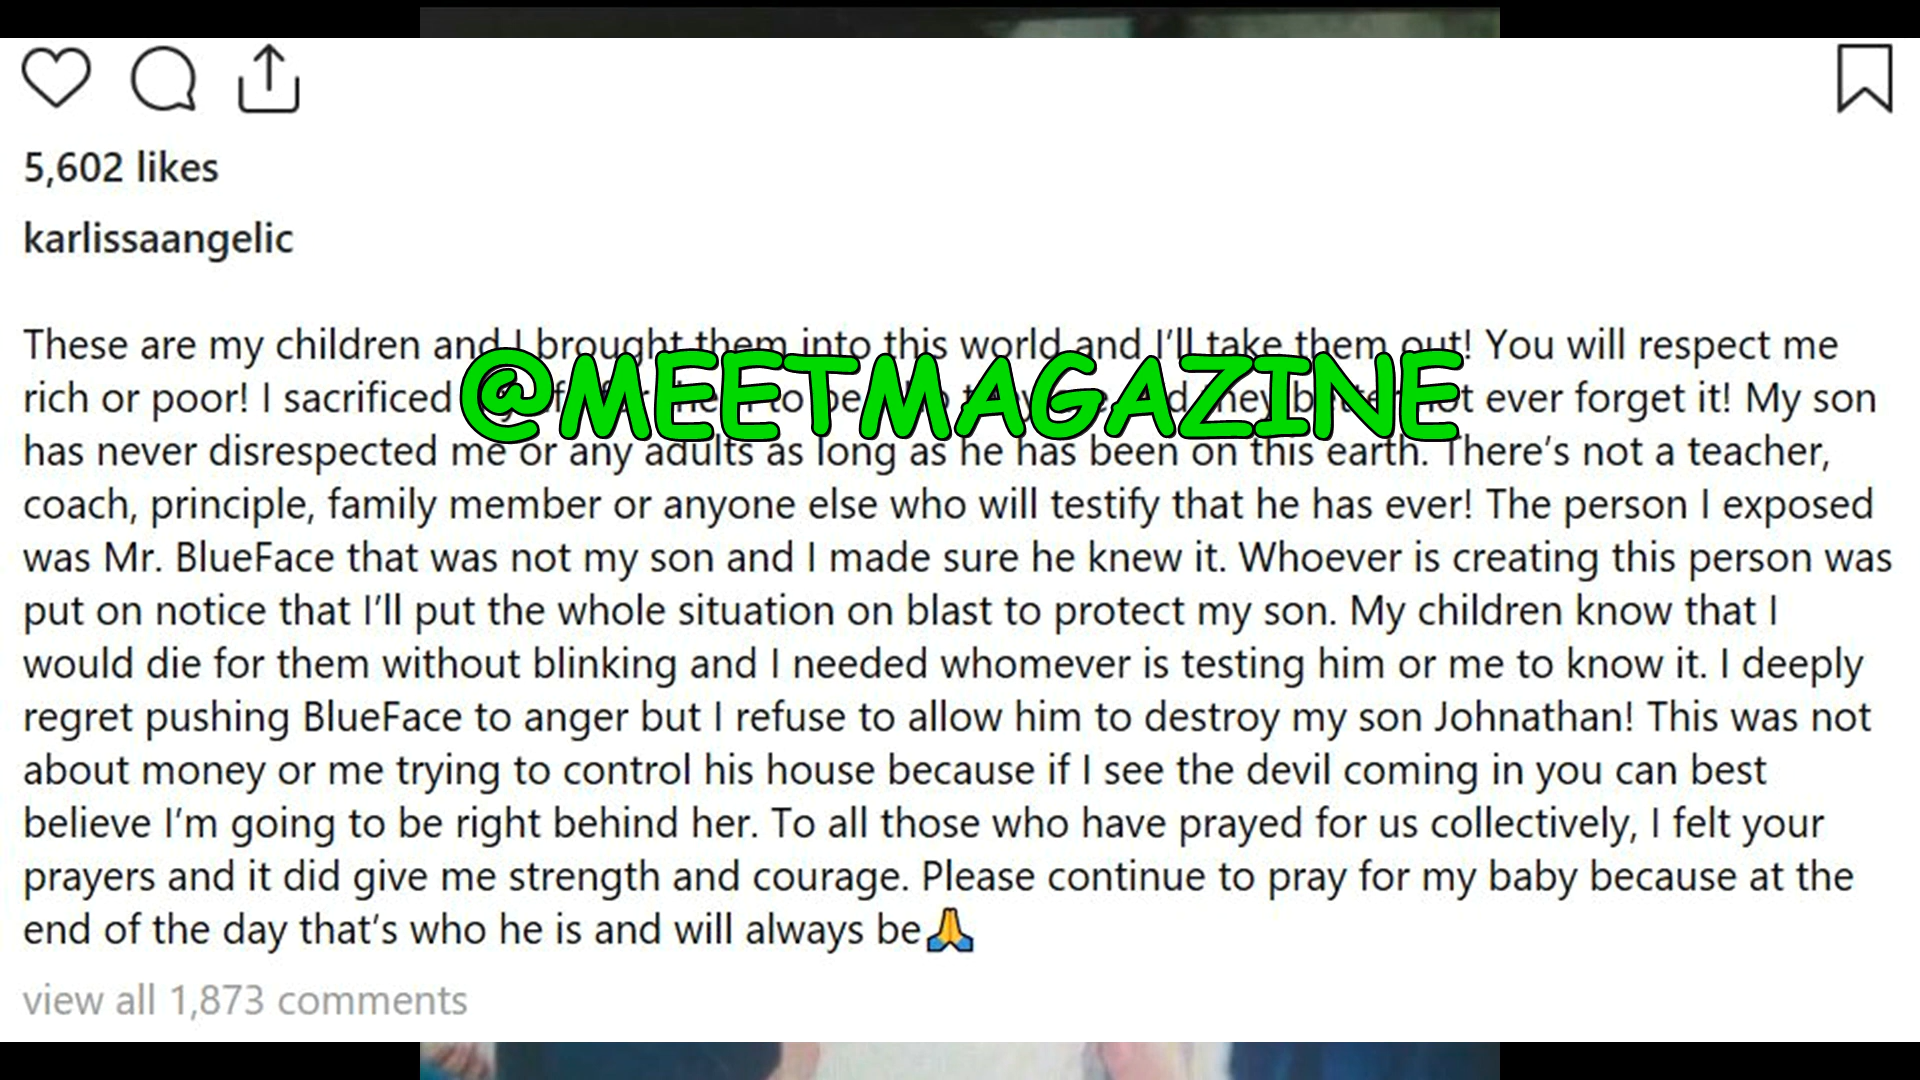 5,602 likes
karlissaangelic
These are my children and I brought them into this world and I’ll take them out! You will respect me
@MEETMAGAZINE
rich or poor! I sacrificed ever forget it! My son
has never disrespected me or any adults as long as he has been on this earth. There’s not a teacher,
coach, principle, family member or anyone else who will testify that he has ever! The person I exposed
was Mr. BlueFace that was not my son and I made sure he knew it. Whoever is creating this person was
put on notice that I’ll put the whole situation on blast to protect my son. My children know that I
would die for them without blinking and I needed whomever is testing him or me to know it. I deeply
regret pushing BlueFace to anger but I refuse to allow him to destroy my son Johnathan! This was not
about money or me trying to control his house because if I see the devil coming in you can best
believe I’m going to be right behind her. To all those who have prayed for us collectively, I felt your
prayers and it did give me strength and courage. Please continue to pray for my baby because at the
end of the day that’s who he is and will always be🙏
view all 1,873 comments